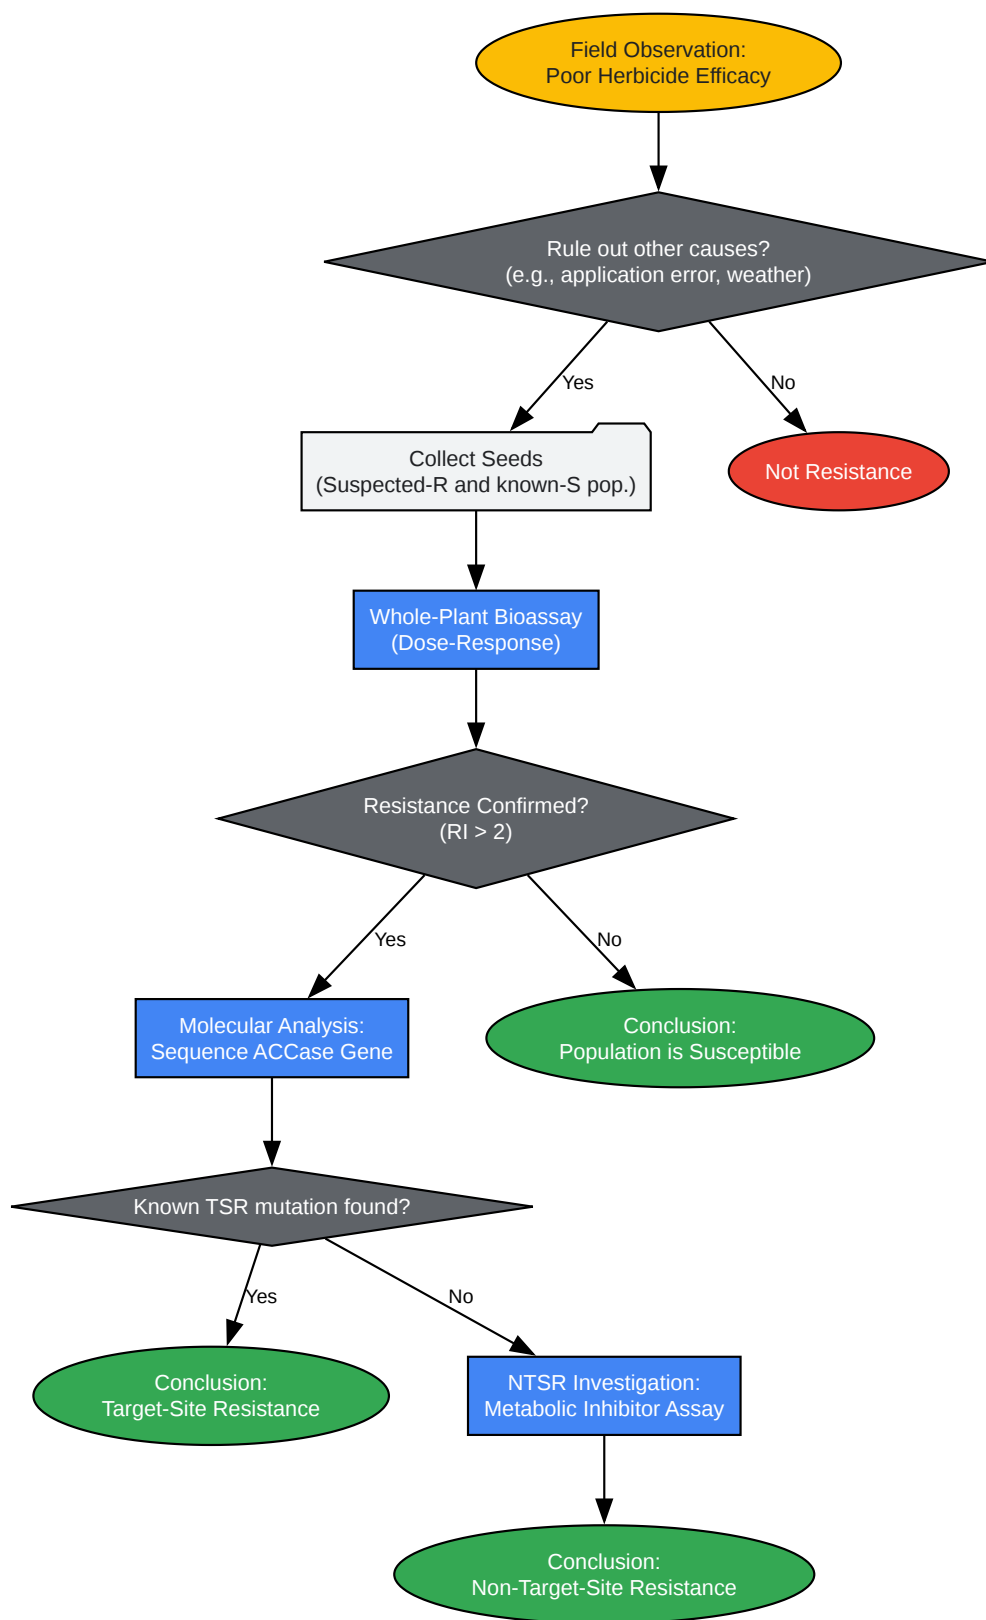 Field Observation:
Poor Herbicide Efficacy
Rule out other causes?
(e.g., application error, weather)
Yes
No
Collect Seeds
(Suspected-R and known-S pop.)
Not Resistance
Whole-Plant Bioassay
(Dose-Response)
Resistance Confirmed?
(RI > 2)
Yes
No
Molecular Analysis:
Sequence ACCase Gene
Conclusion:
Population is Susceptible
Known TSR mutation found?
Yes
No
Conclusion:
Target-Site Resistance
NTSR Investigation:
Metabolic Inhibitor Assay
Conclusion:
Non-Target-Site Resistance